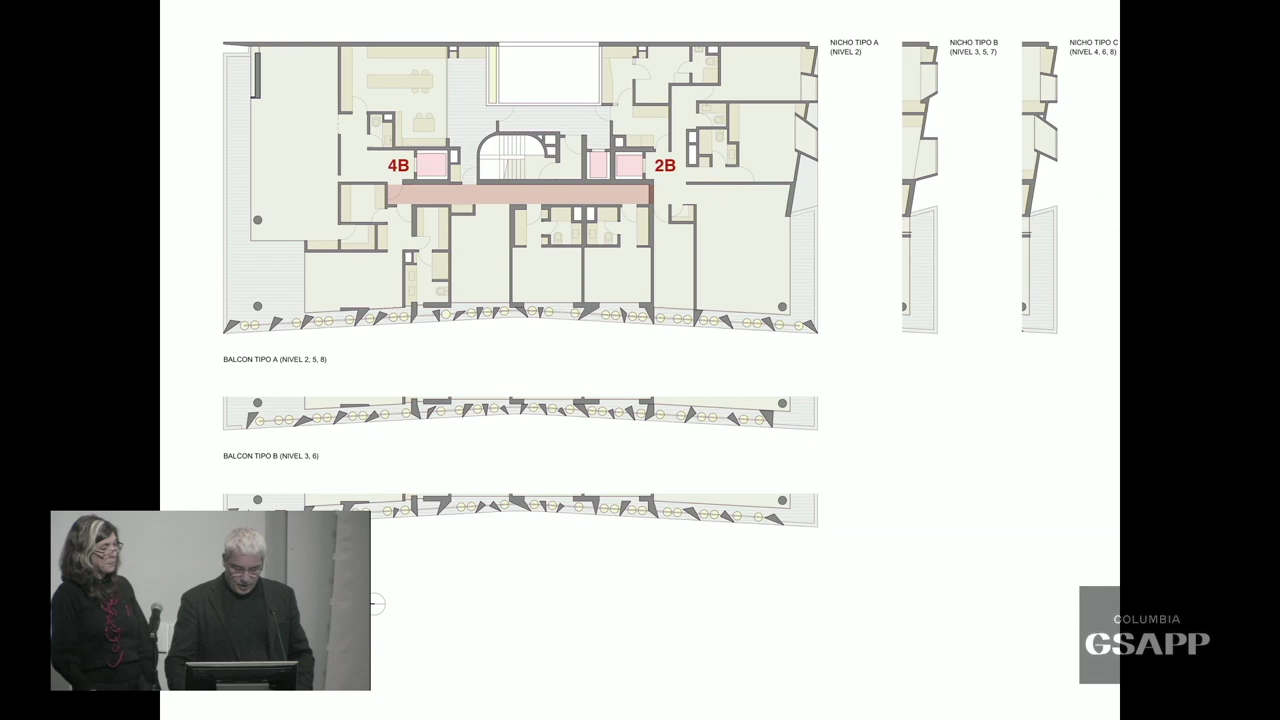 NICHO TIPO A
(NIVEL 2)
NICHO TIPO B
(NIVEL 3, 5, 7)
NICHO TIPO C
(NIVEL 4, 6, 8)
4B
2B
BALCON TIPO A (NIVEL 2, 5, 8)
BALCON TIPO B (NIVEL 3, 6)
COLUMBIA
GSAPP